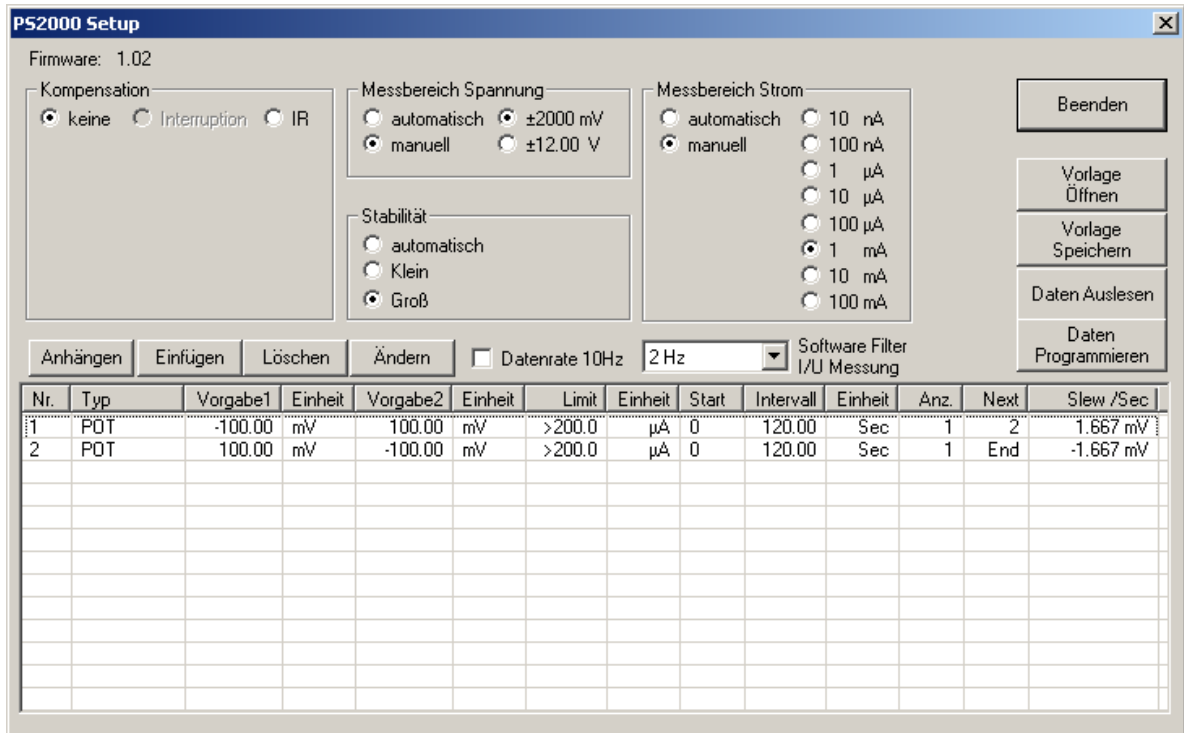 PS2000 Setup
Firmware: 1.02
Kompensation
keine Interruption IR
Messbereich Spannung
automatisch ±2000 mV
manuell ±12.00 V
Stabilität
automatisch
Klein
Groß
Messbereich Strom
automatisch 10 nA
manuell 100 nA
1 µA
10 µA
100 µA
1 mA
10 mA
100 mA
Beenden
Vorlage
Öffnen
Vorlage
Speichern
Daten Auslesen
Daten
Programmieren
Anhängen Einfügen Löschen Ändern Datenrate 10Hz 2 Hz Software Filter
I/U Messung
Nr. Typ Vorgabe1 Einheit Vorgabe2 Einheit Limit Einheit Start Intervall Einheit Anz. Next Slew /Sec
1 POT -100.00 mV 100.00 mV >200.0 µA 0 120.00 Sec 1 2 1.667 mV
2 POT 100.00 mV -100.00 mV >200.0 µA 0 120.00 Sec 1 End -1.667 mV